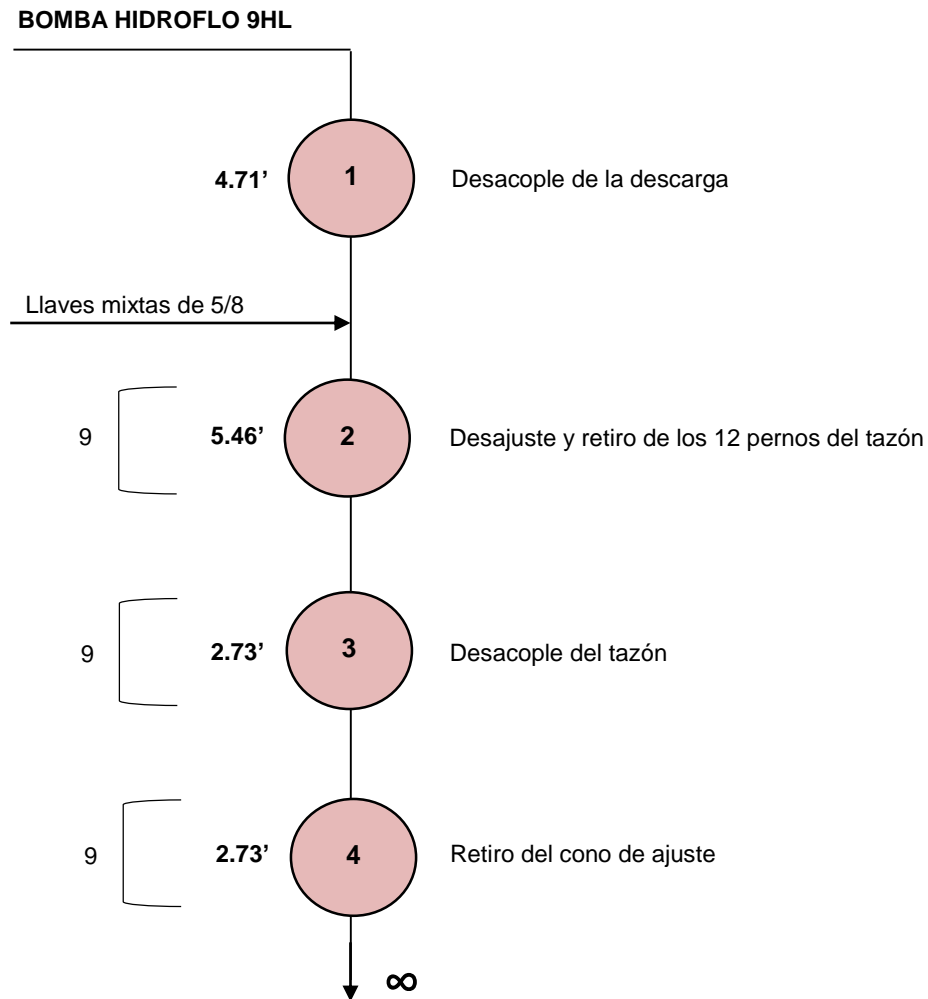 BOMBA HIDROFLO 9HL
4.71’ 1 Desacople de la descarga
Llaves mixtas de 5/8
9 5.46’ 2 Desajuste y retiro de los 12 pernos del tazón
9 2.73’ 3 Desacople del tazón
9 2.73’ 4 Retiro del cono de ajuste
∞